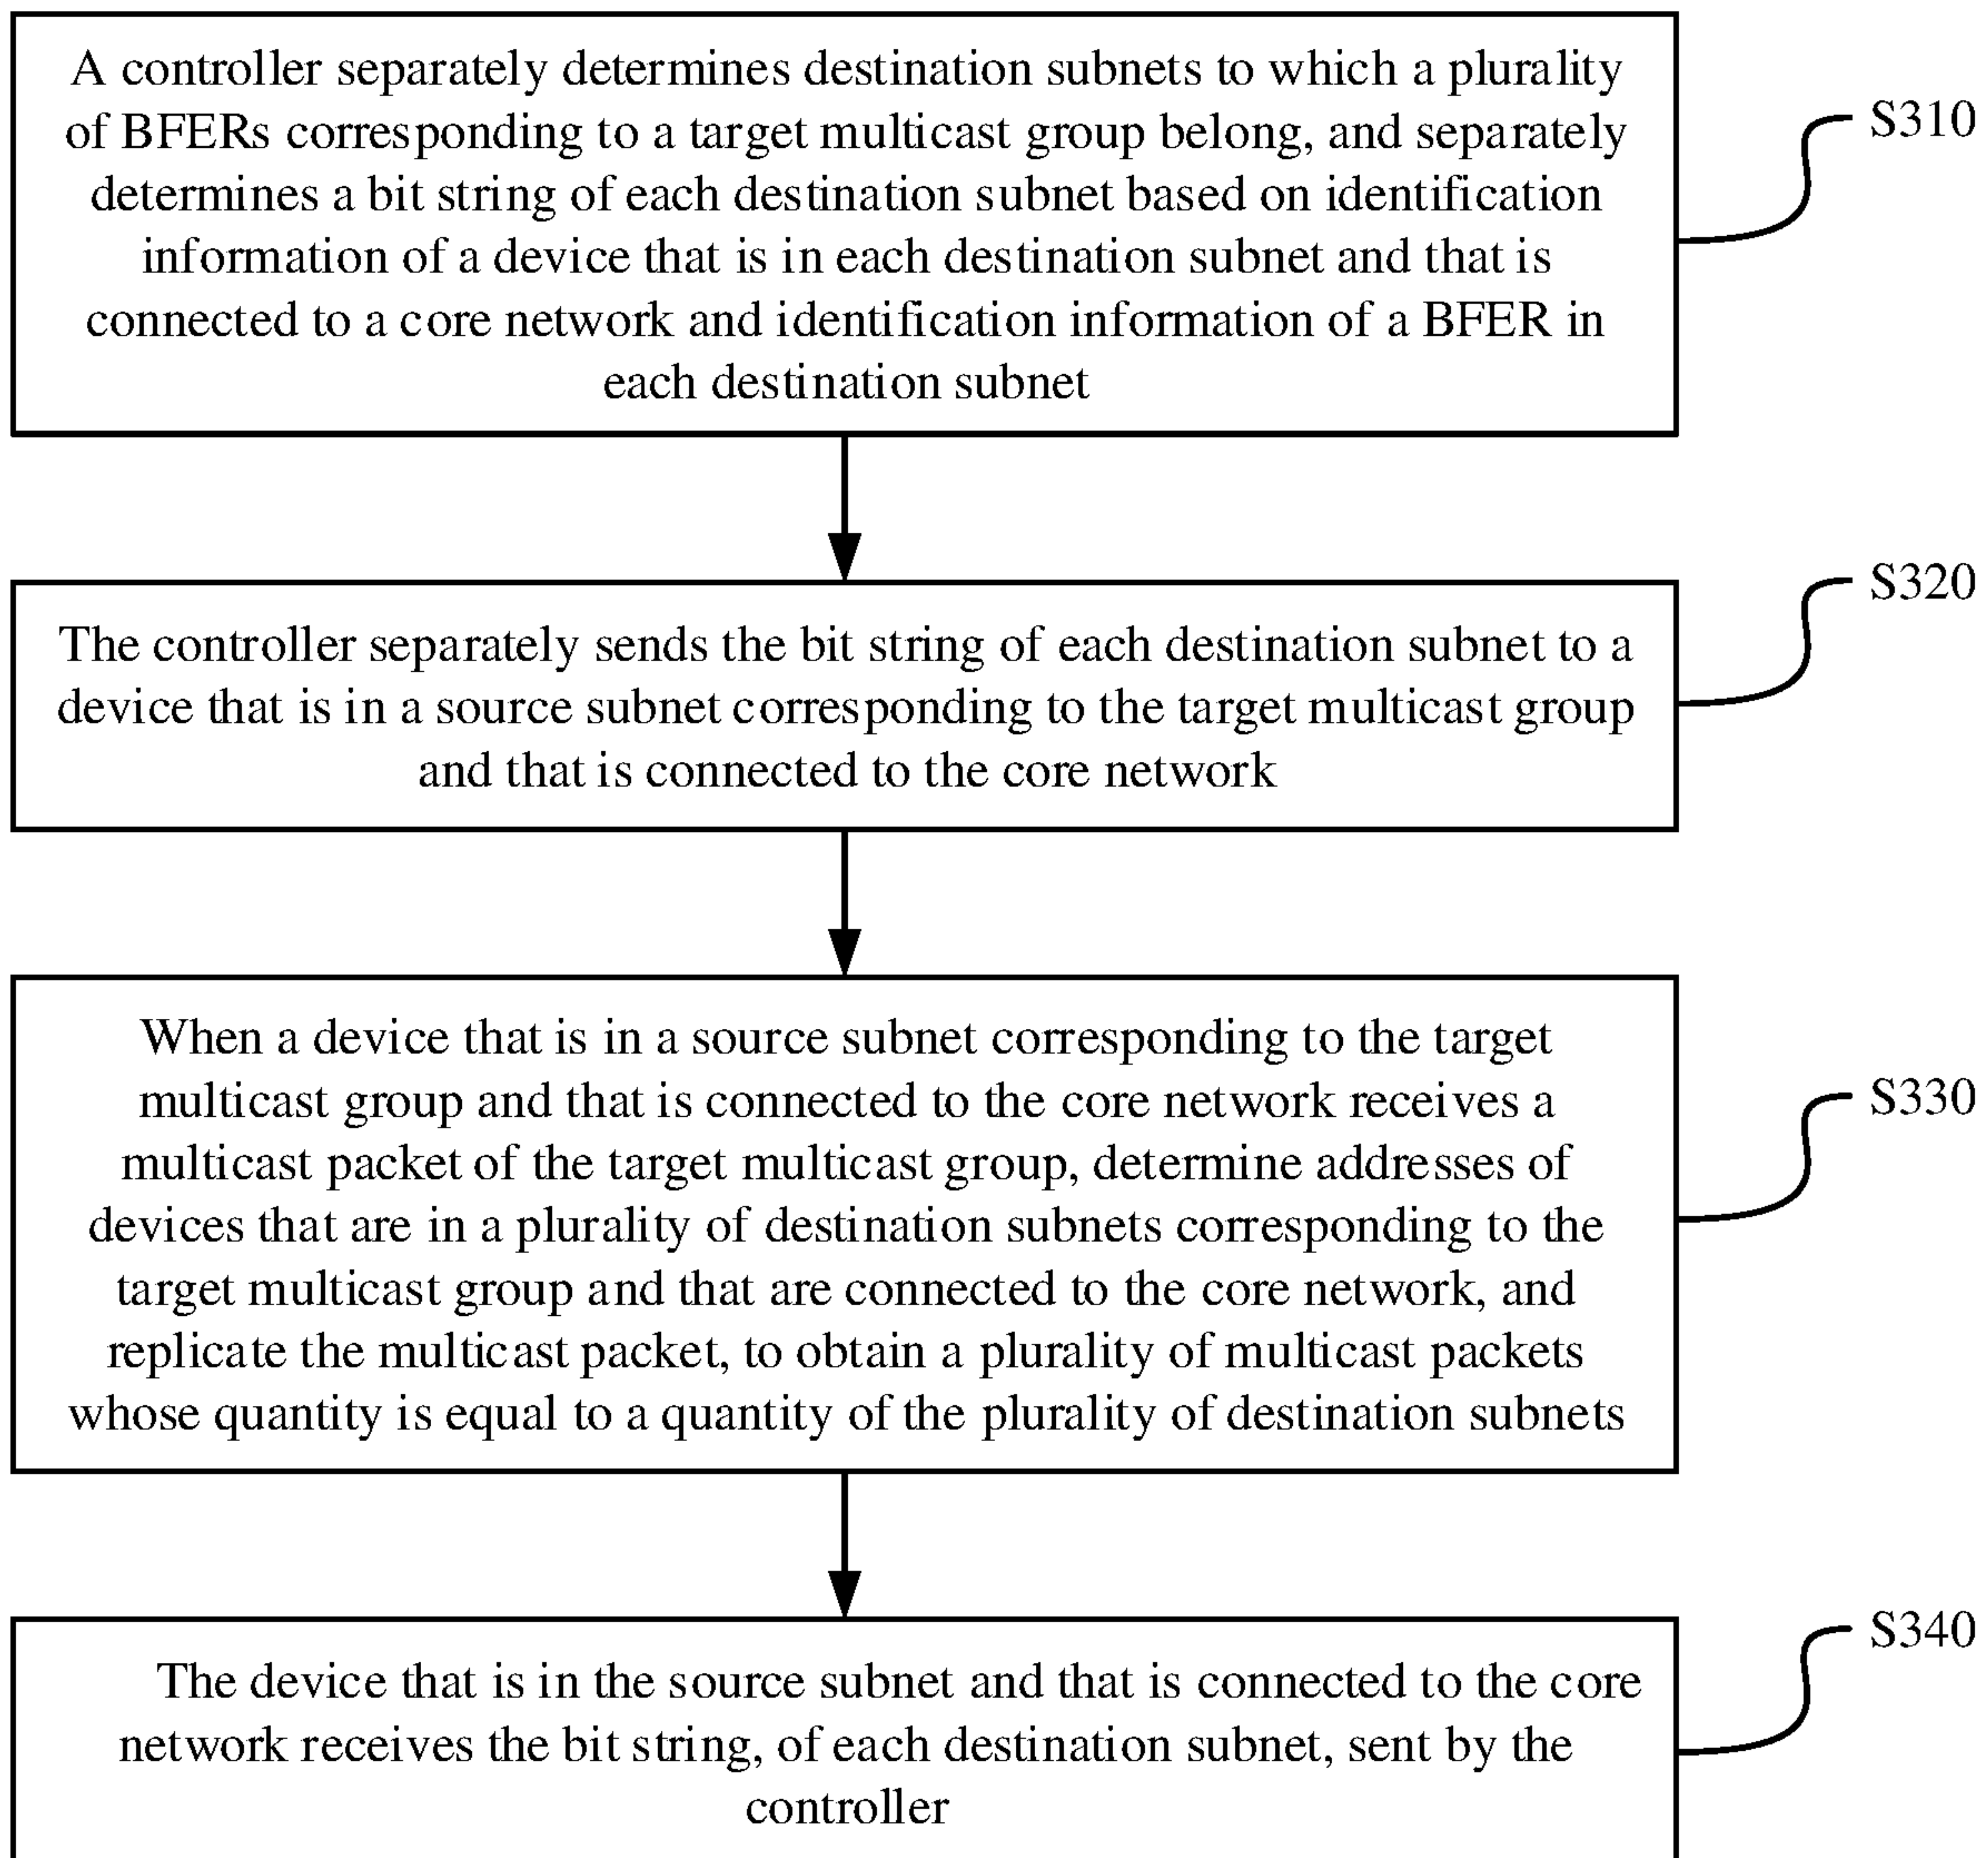 A controller separately determines destination subnets to which a plurality
of BFERs corresponding to a target multicast group belong, and separately
determines a bit string of each destination subnet based on identification
information of a device that is in each destination subnet and that is
connected to a core network and identification information of a BFER in
each destination subnet
S310
The controller separately sends the bit string of each destination subnet to a
device that is in a source subnet corresponding to the target multicast group
and that is connected to the core network
S320
When a device that is in a source subnet corresponding to the target
multicast group and that is connected to the core network receives a
multicast packet of the target multicast group, determine addresses of
devices that are in a plurality of destination subnets corresponding to the
target multicast group and that are connected to the core network, and
replicate the multicast packet, to obtain a plurality of multicast packets
whose quantity is equal to a quantity of the plurality of destination subnets
S330
The device that is in the source subnet and that is connected to the core
network receives the bit string, of each destination subnet, sent by the
controller
S340